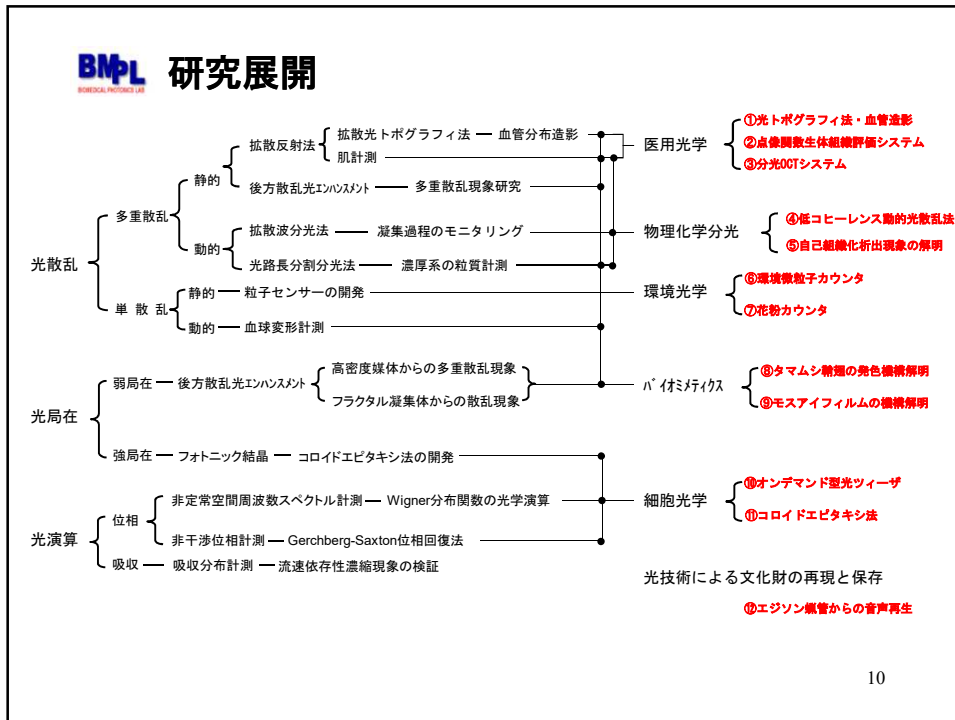 BMPL 研究展開
BIOMEDICAL PHOTONICS LAB
拡散光トポグラフィ法 血管分布造影
拡散反射法
肌計測
静的
後方散乱光エンハンスメント 多重散乱現象研究
多重散乱
拡散波分光法 凝集過程のモニタリング
動的
光路長分割分光法 濃厚系の粒質計測
光散乱
静的 粒子センサーの開発
単 散 乱
動的 血球変形計測
高密度媒体からの多重散乱現象
弱局在 後方散乱光エンハンスメント
フラクタル凝集体からの散乱現象
光局在
強局在 フォトニック結晶 コロイドエピタキシ法の開発
非定常空間周波数スペクトル計測 Wigner分布関数の光学演算
位相
非干渉位相計測 Gerchberg-Saxton位相回復法
光演算
吸収 吸収分布計測 流速依存性濃縮現象の検証
医用光学
①光トポグラフィ法・血管造影
②点像関数生体組織評価システム
③分光OCTシステム
物理化学分光
④低コヒーレンス動的光散乱法
⑤自己組織化析出現象の解明
環境光学
⑥環境微粒子カウンタ
⑦花粉カウンタ
バイオミメティクス
⑧タマムシ鞘翅の発色機構解明
⑨モスアイフィルムの機構解明
細胞光学
⑩オンデマンド型光ツィーザ
⑪コロイドエピタキシ法
光技術による文化財の再現と保存
⑫エジソン蝋管からの音声再生
10